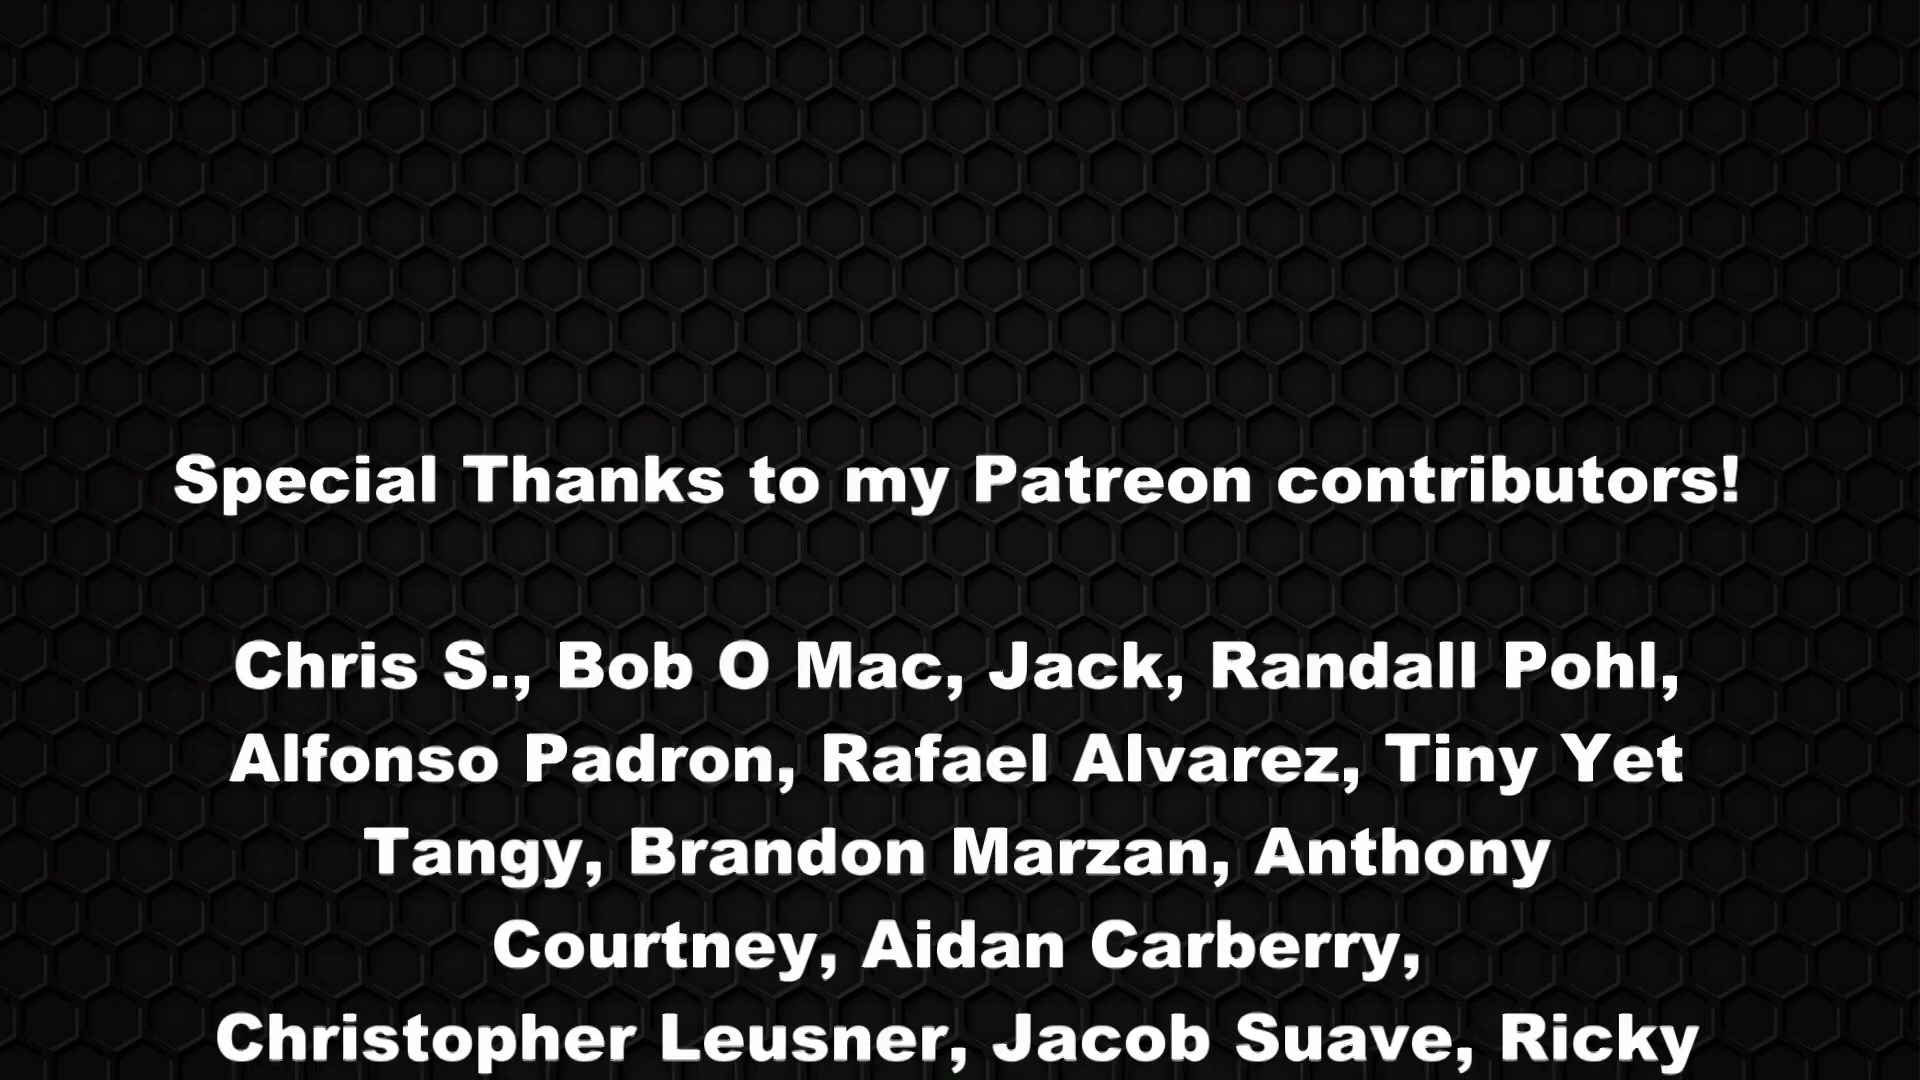 Special Thanks to my Patreon contributors!
Chris S., Bob O Mac, Jack, Randall Pohl,
Alfonso Padron, Rafael Alvarez, Tiny Yet
Tangy, Brandon Marzan, Anthony
Courtney, Aidan Carberry,
Christopher Leusner, Jacob Suave, Ricky